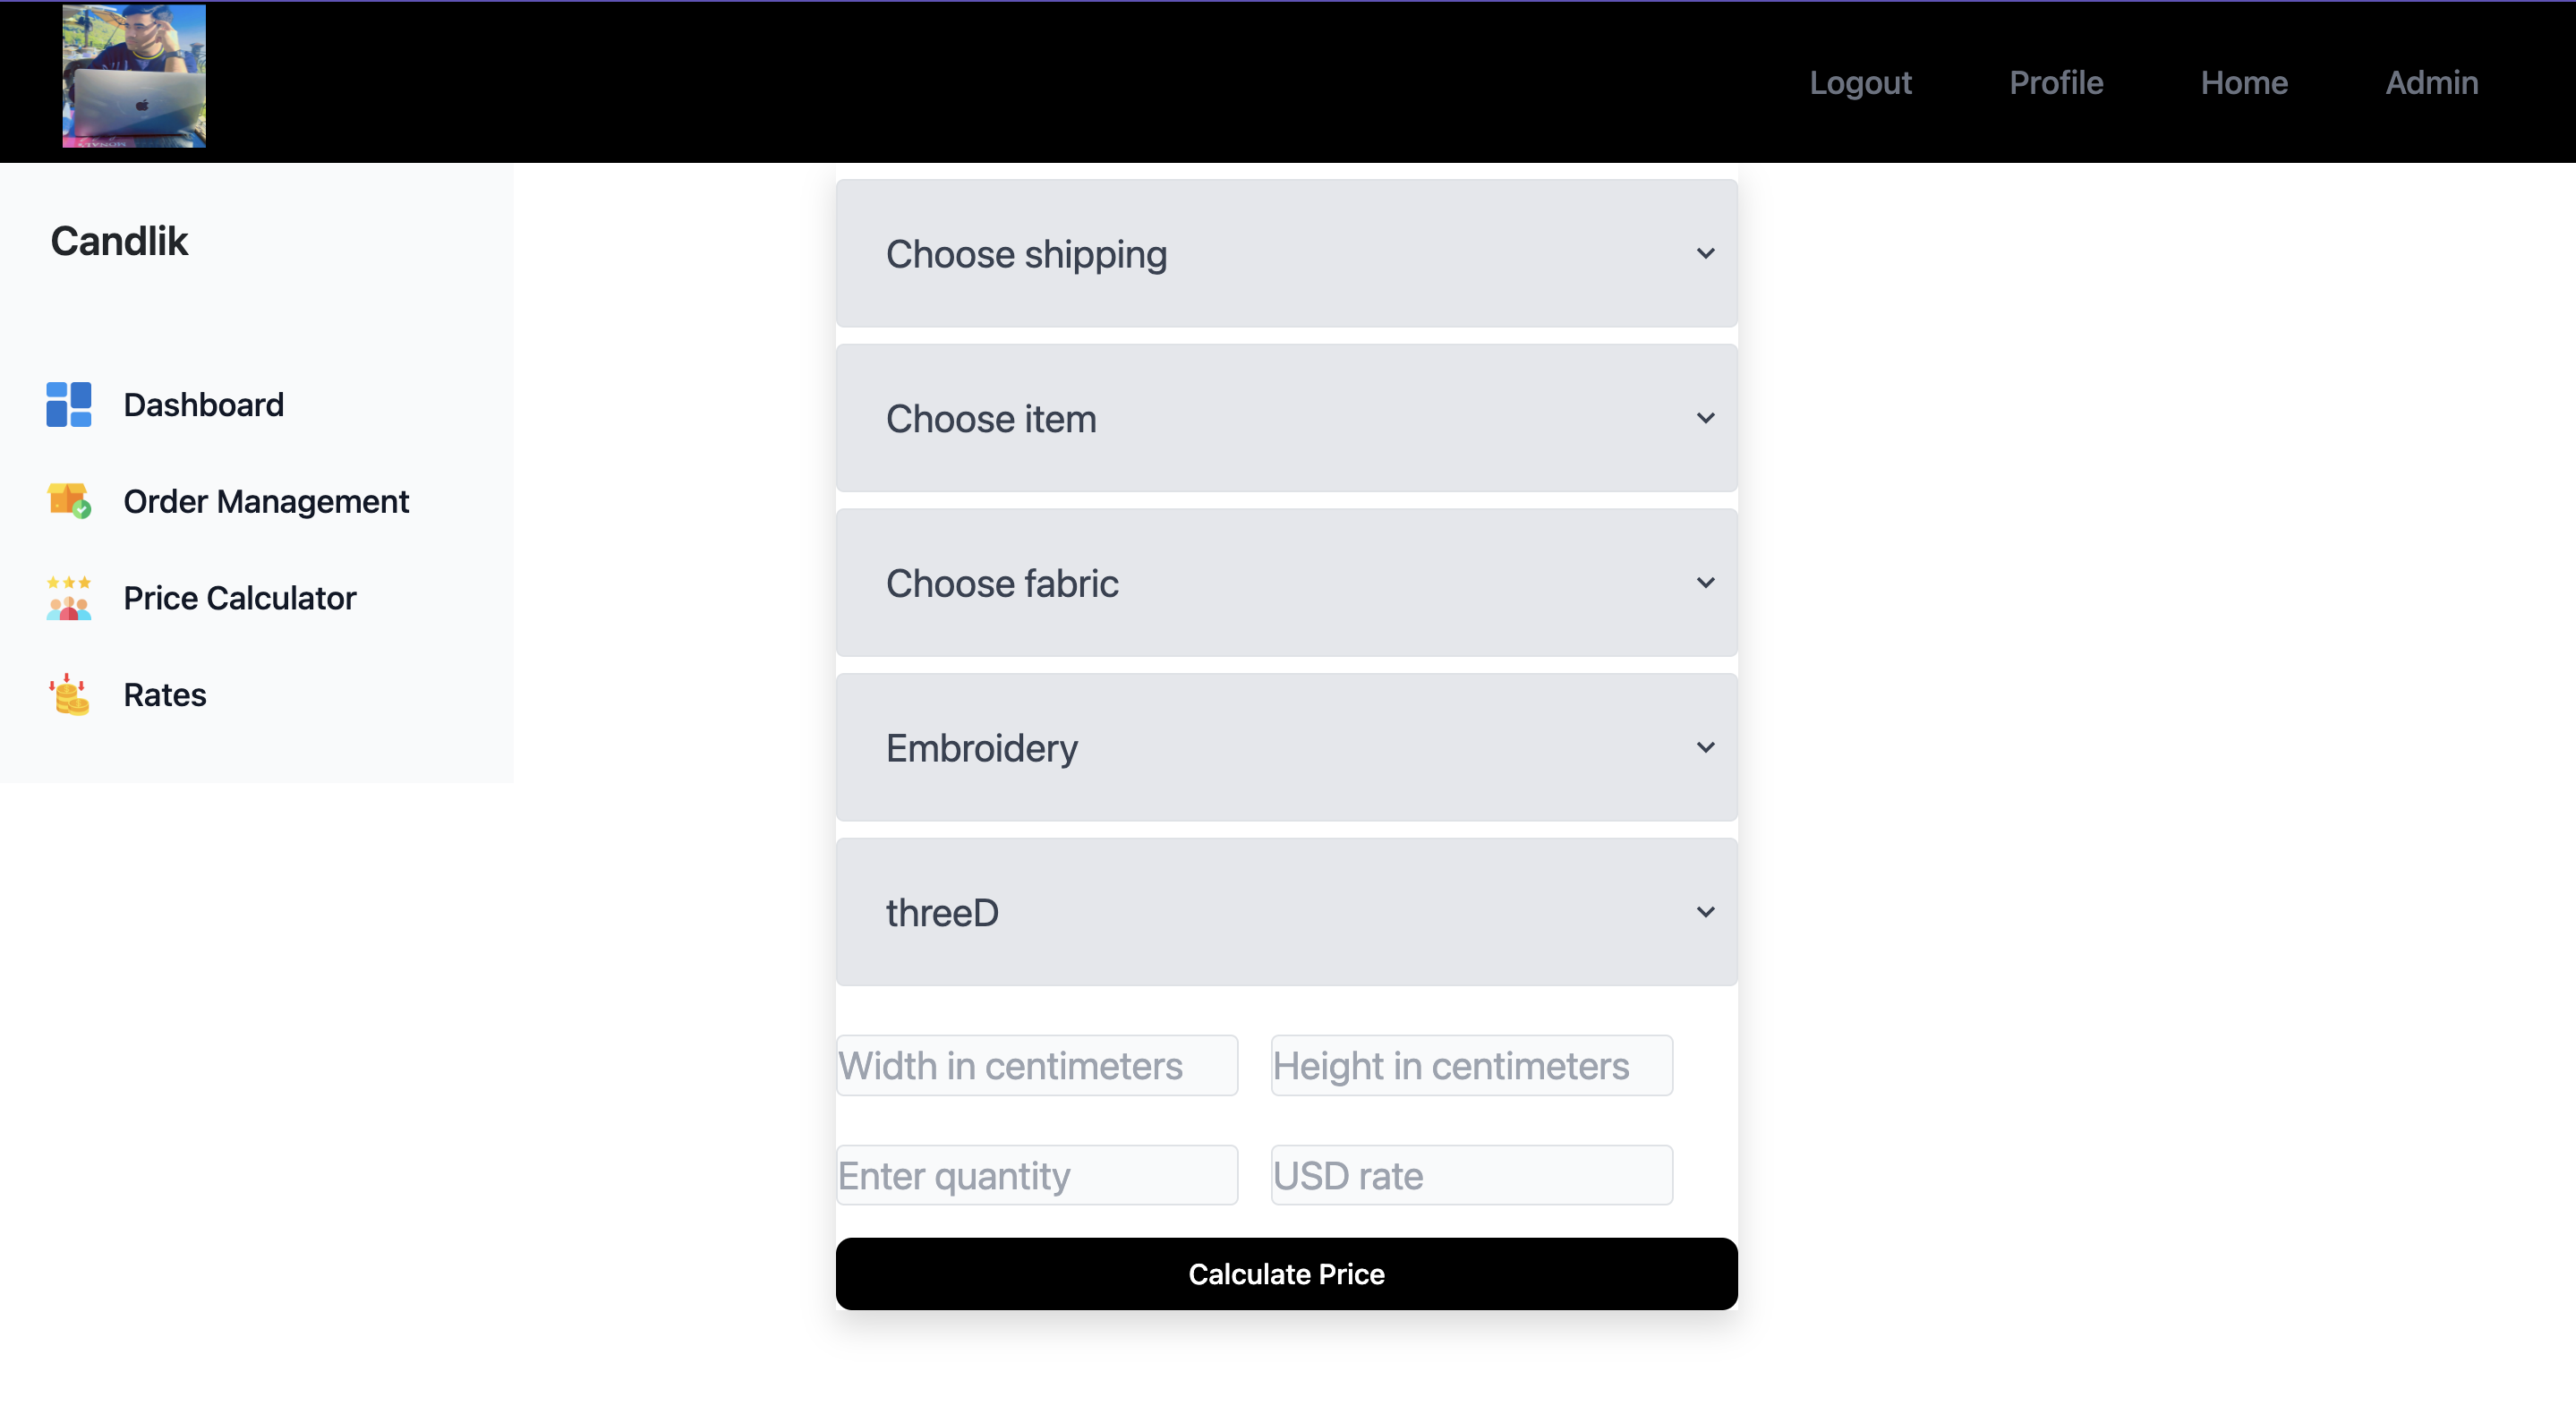 Logout
Profile
Home
Admin
Candlik
Dashboard
Order Management
Price Calculator
Rates
Choose shipping
Choose item
Choose fabric
Embroidery
threeD
Width in centimeters
Height in centimeters
Enter quantity
USD rate
Calculate Price